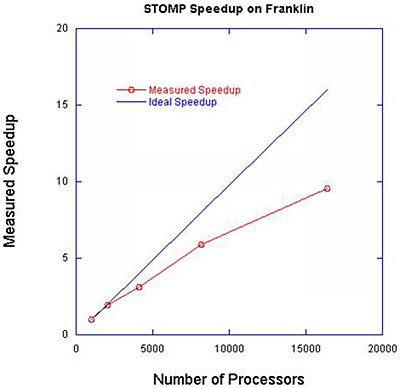 STOMP Speedup on Franklin
20
15
10
5
0
Measured Speedup
Measured Speedup
Ideal Speedup
0 5000 10000 15000 20000
Number of Processors